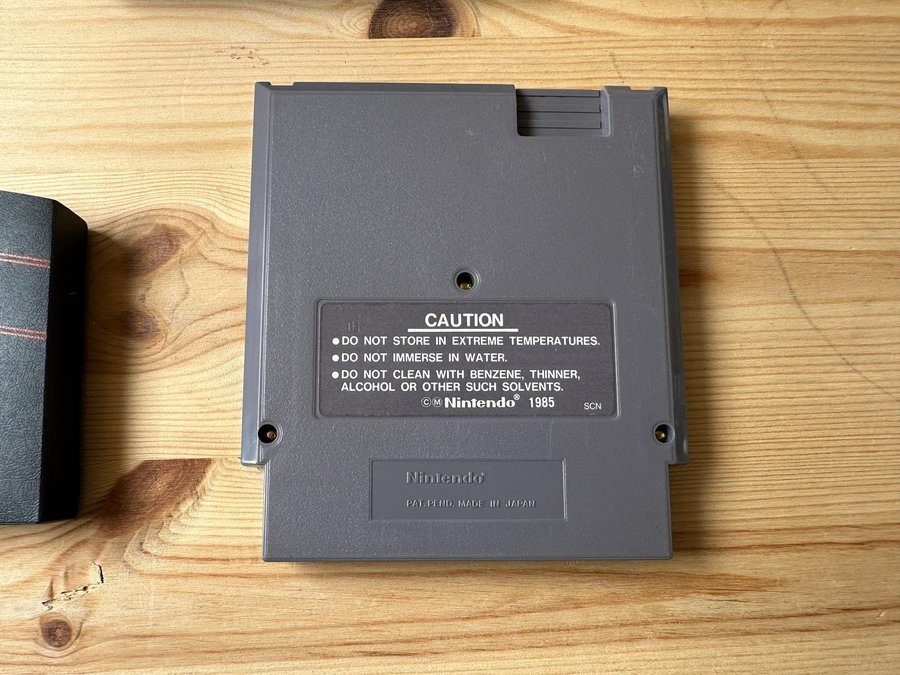 CAUTION
●DO NOT STORE IN EXTREME TEMPERATURES.
●DO NOT IMMERSE IN WATER.
●DO NOT CLEAN WITH BENZENE, THINNER,
ALCOHOL OR OTHER SUCH SOLVENTS.
©Ⓜ Nintendo® 1985 SCN
Nintendo®
PAT. PEND. MADE IN JAPAN